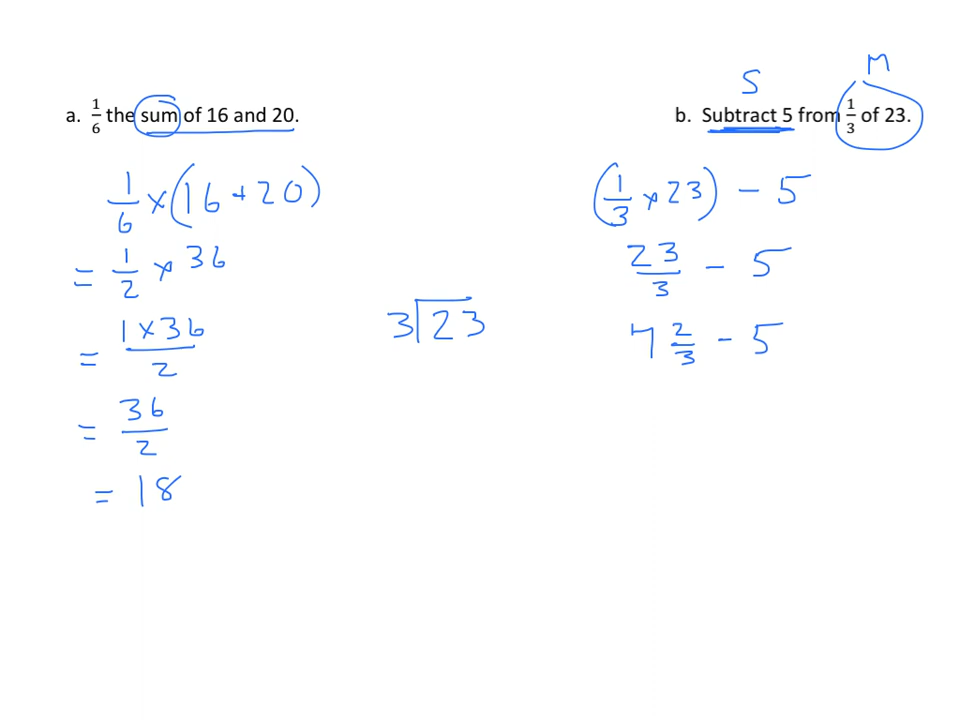 a. 1/6 the sum of 16 and 20.
1/6 × (16 + 20)
= 1/2 × 36
= 1 × 36 / 2
= 36/2
= 18
3 2 3
S
M
b. Subtract 5 from 1/3 of 23.
(1/3 × 23) - 5
23/3 - 5
7 2/3 - 5